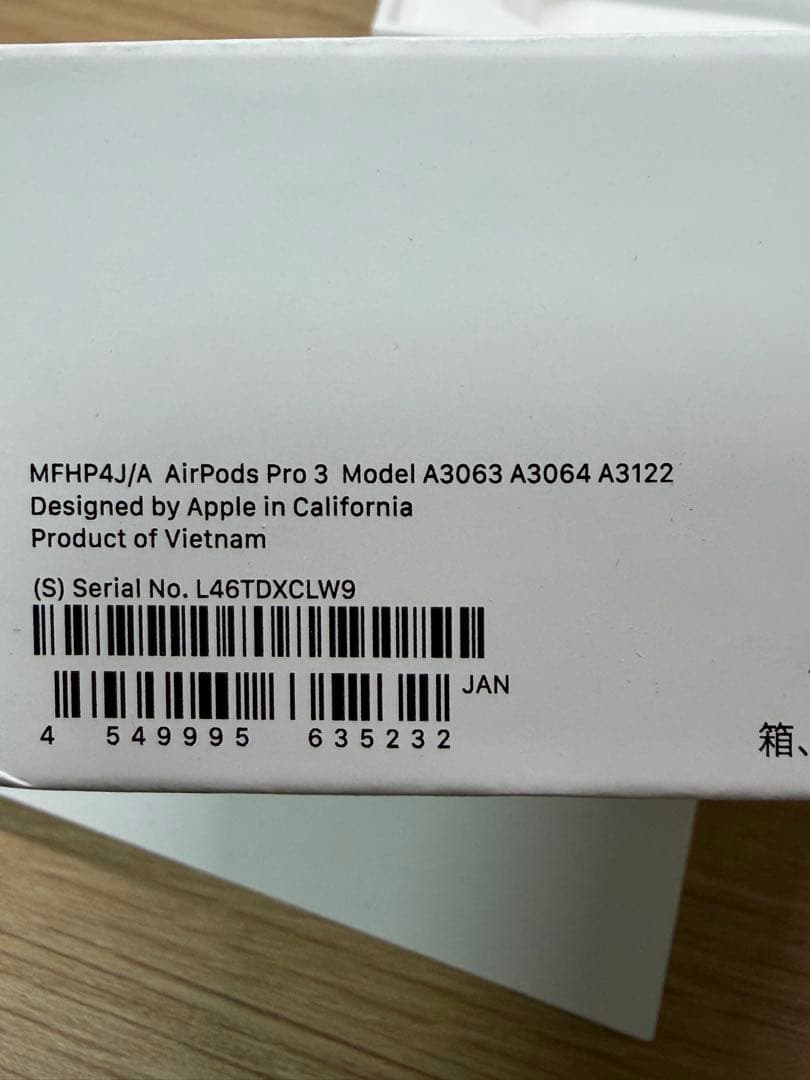 MFHP4J/A AirPods Pro 3 Model A3063 A3064 A3122
Designed by Apple in California
Product of Vietnam
(S) Serial No. L46TDXCLW9
JAN
4 549995 635232
箱、